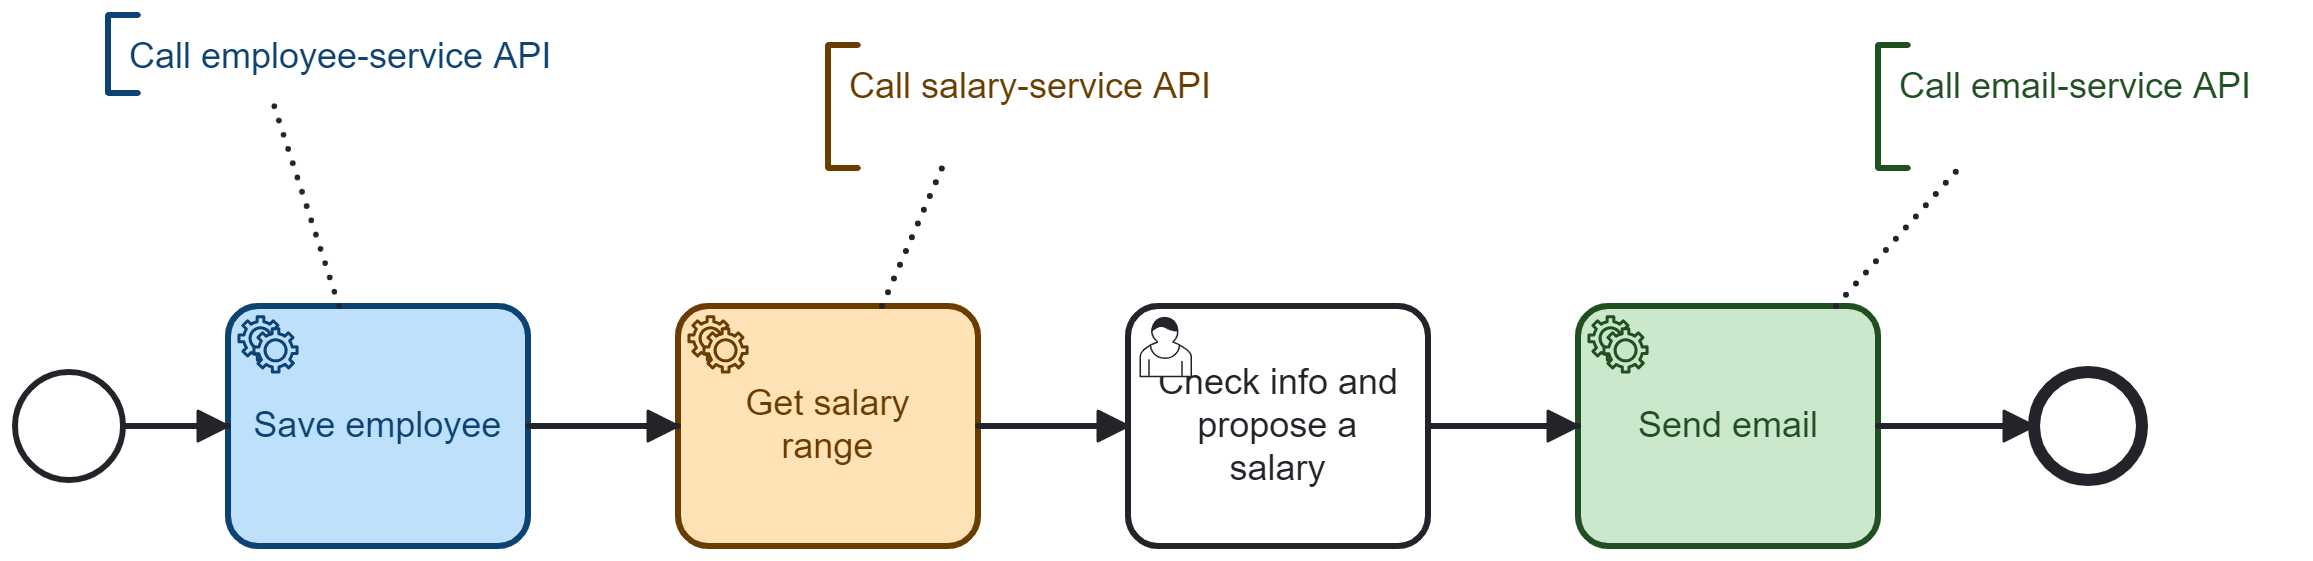 Call employee-service API
Call salary-service API
Call email-service API
Save employee
Get salary
range
Check info and
propose a
salary
Send email